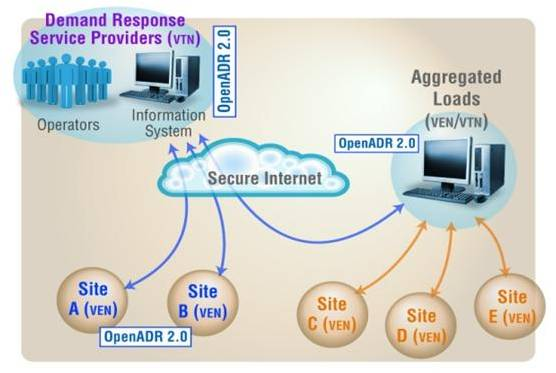 Demand Response
Service Providers (VTN)
OpenADR 2.0
Operators
Information
System
Aggregated
Loads
(VEN/VTN)
OpenADR 2.0
Secure Internet
Site
A (VEN)
Site
B (VEN)
OpenADR 2.0
Site
C (VEN)
Site
D (VEN)
Site
E (VEN)